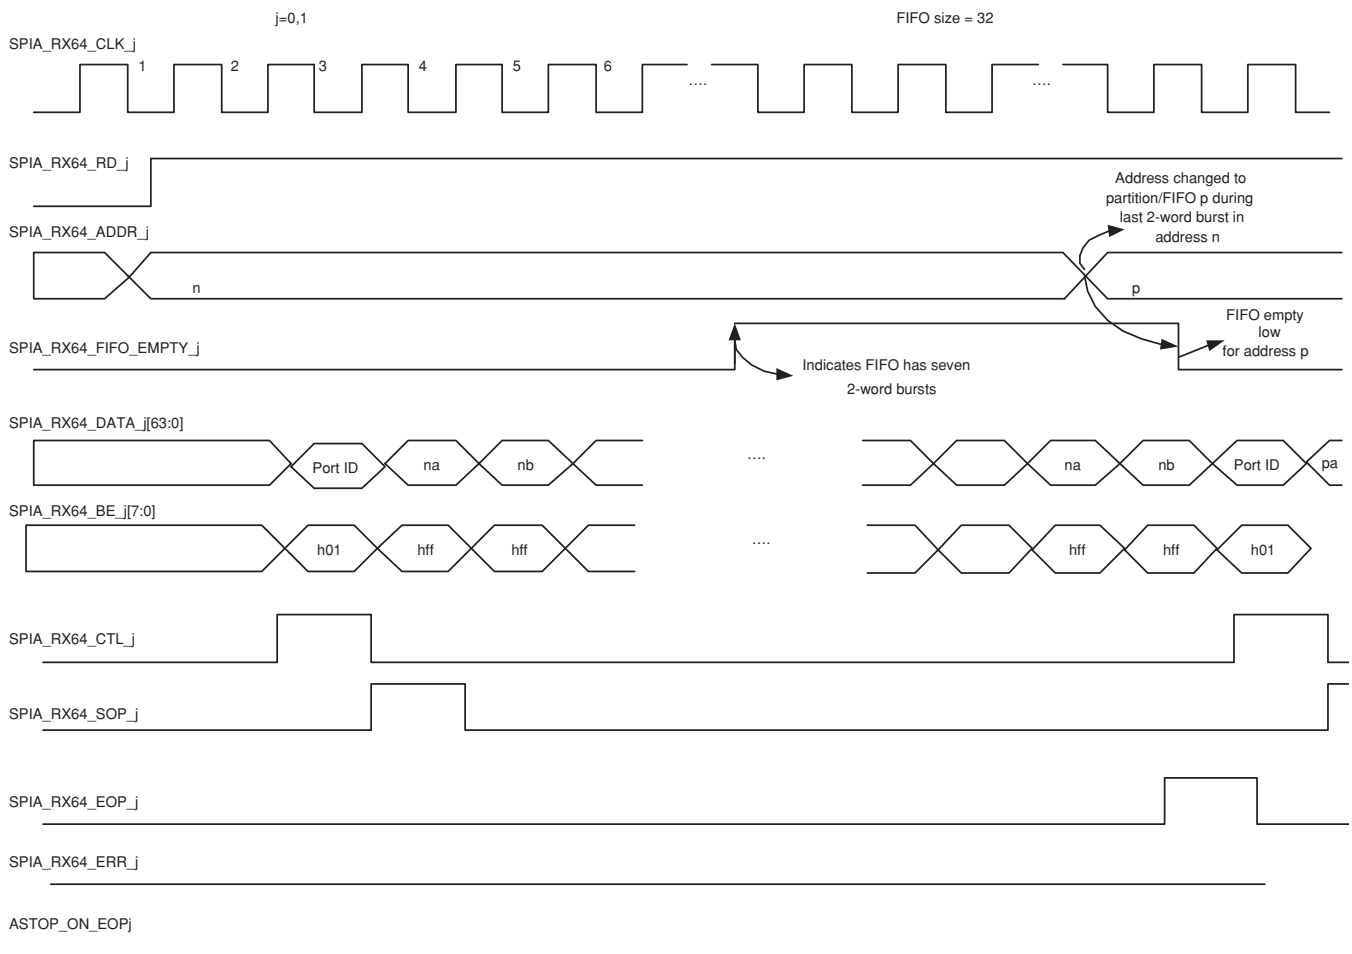 j=0,1
FIFO size = 32
SPIA_RX64_CLK_j
1 2 3 4 5 6 .... ....
SPIA_RX64_RD_j
Address changed to
partition/FIFO p during
last 2-word burst in
address n
SPIA_RX64_ADDR_j
n
p
SPIA_RX64_FIFO_EMPTY_j
Indicates FIFO has seven
2-word bursts
FIFO empty
low
for address p
SPIA_RX64_DATA_j[63:0]
Port ID na nb .... na nb Port ID pa
SPIA_RX64_BE_j[7:0]
h01 hff hff .... hff hff h01
SPIA_RX64_CTL_j
SPIA_RX64_SOP_j
SPIA_RX64_EOP_j
SPIA_RX64_ERR_j
ASTOP_ON_EOPj